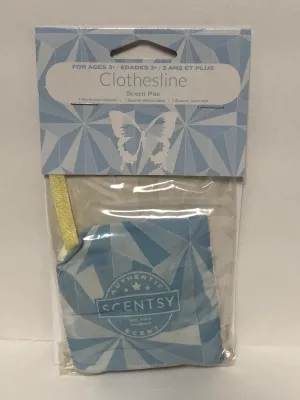 FOR AGES 3+ / EDADES 3+ / 3 ANS ET PLUS
Clothesline
Scent Pak
AUTHENTIC
SCENTSY
SCENT